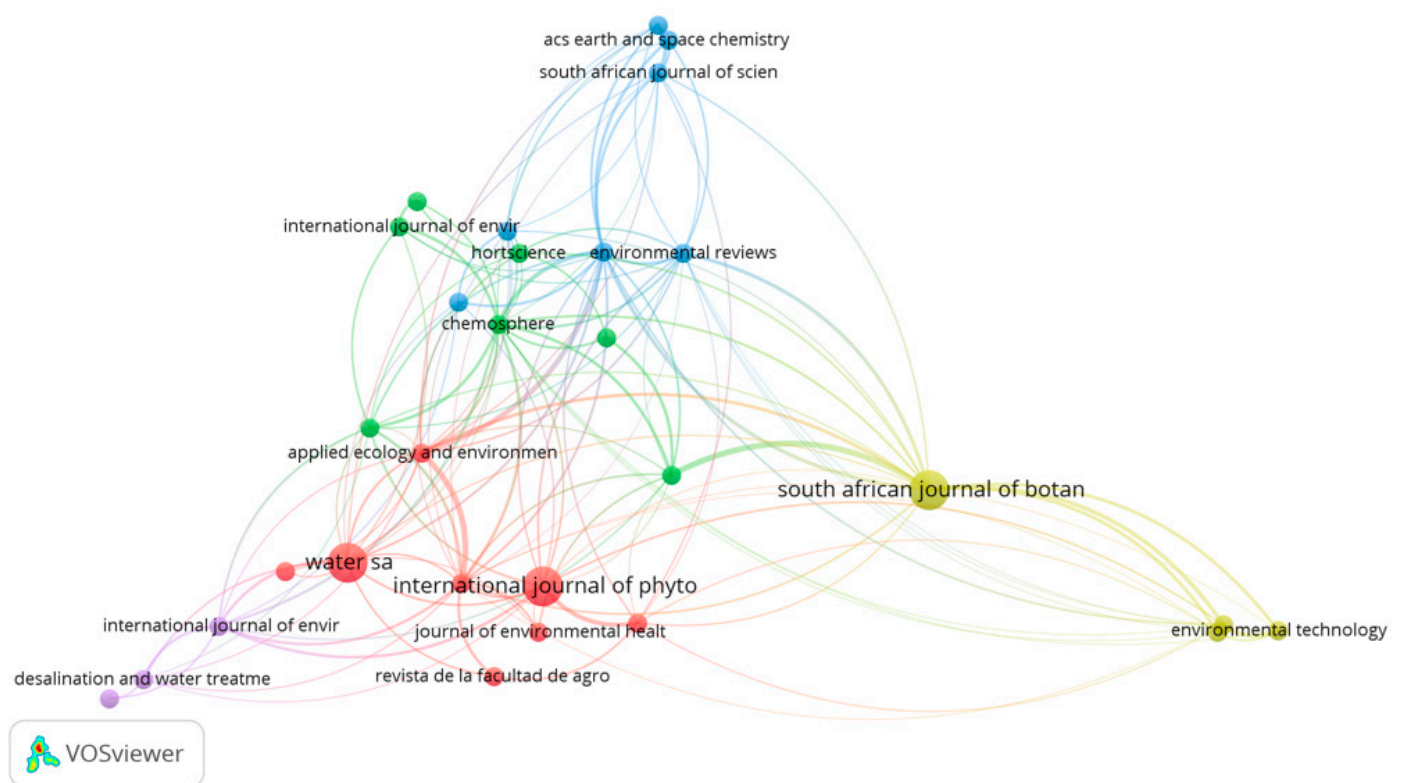 acs earth and space chemistry
south african journal of scien
international journal of envir
hortscience
environmental reviews
chemosphere
applied ecology and environmen
south african journal of botan
water sa
international journal of phyto
international journal of envir
journal of environmental healt
environmental technology
revista de la facultad de agro
desalination and water treatme
VOSviewer